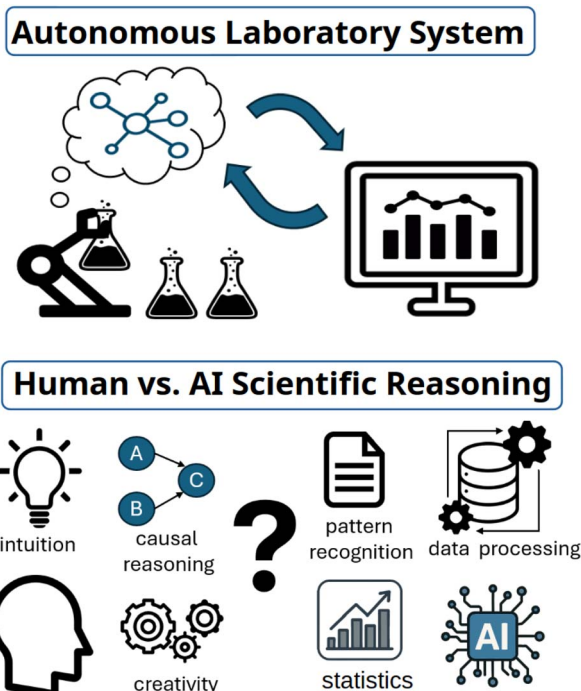 Autonomous Laboratory System
Human vs. AI Scientific Reasoning
A
B
C
intuition
causal
reasoning
?
pattern
recognition
data processing
creativity
statistics
AI